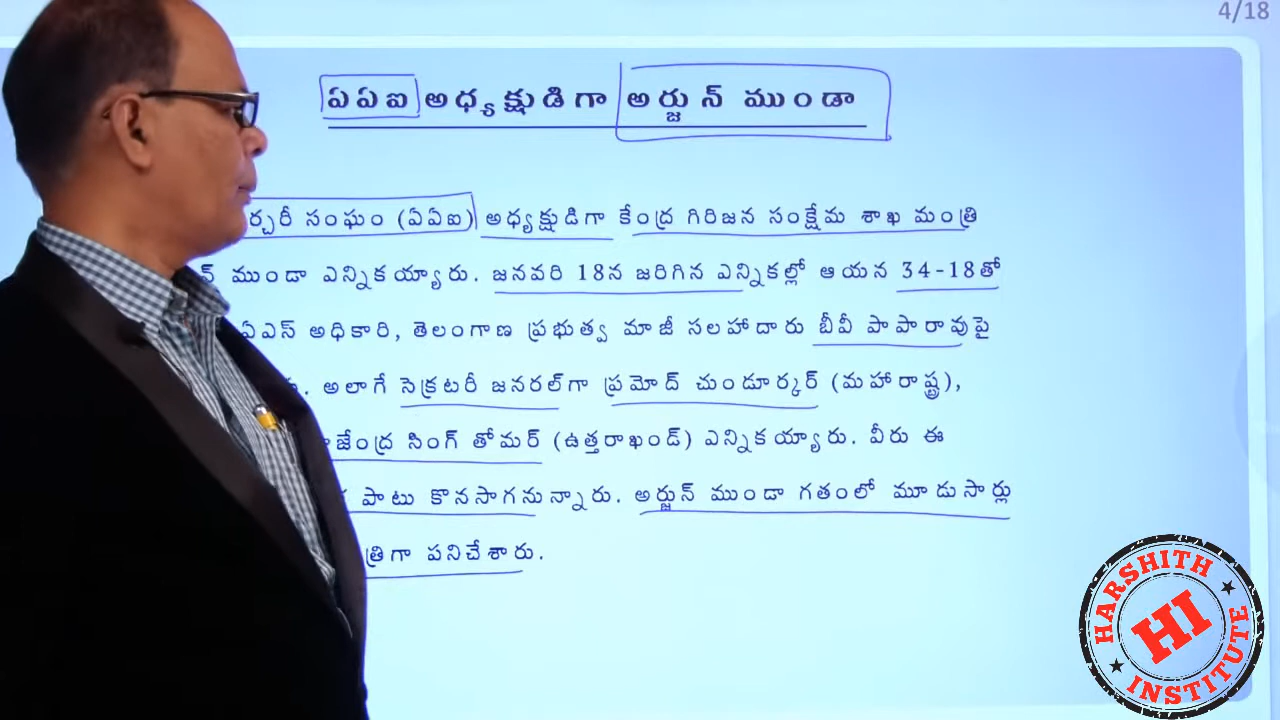 4/18
ఏఏఐ అధ్యక్షుడిగా అర్జున్ ముండా
సంఘం (ఏఏఐ) అధ్యక్షుడిగా కేంద్ర గిరిజన సంక్షేమ శాఖ మంత్రి
ముండా ఎన్నికయ్యారు. జనవరి 18న జరిగిన ఎన్నికల్లో ఆయన 34-18తో
అధికారి, తెలంగాణ ప్రభుత్వ మాజీ సలహాదారు బీవీ పాపారావుపై
అలాగే సెక్రటరీ జనరల్‌గా ప్రమోద్ చుండూర్కర్ (మహారాష్ట్ర),
సింగ్ తోమర్ (ఉత్తరాఖండ్) ఎన్నికయ్యారు. వీరు ఈ
పాటు కొనసాగనున్నారు. అర్జున్ ముండా గతంలో మూడుసార్లు
పనిచేశారు.
HARSHITH
HI
INSTITUTE